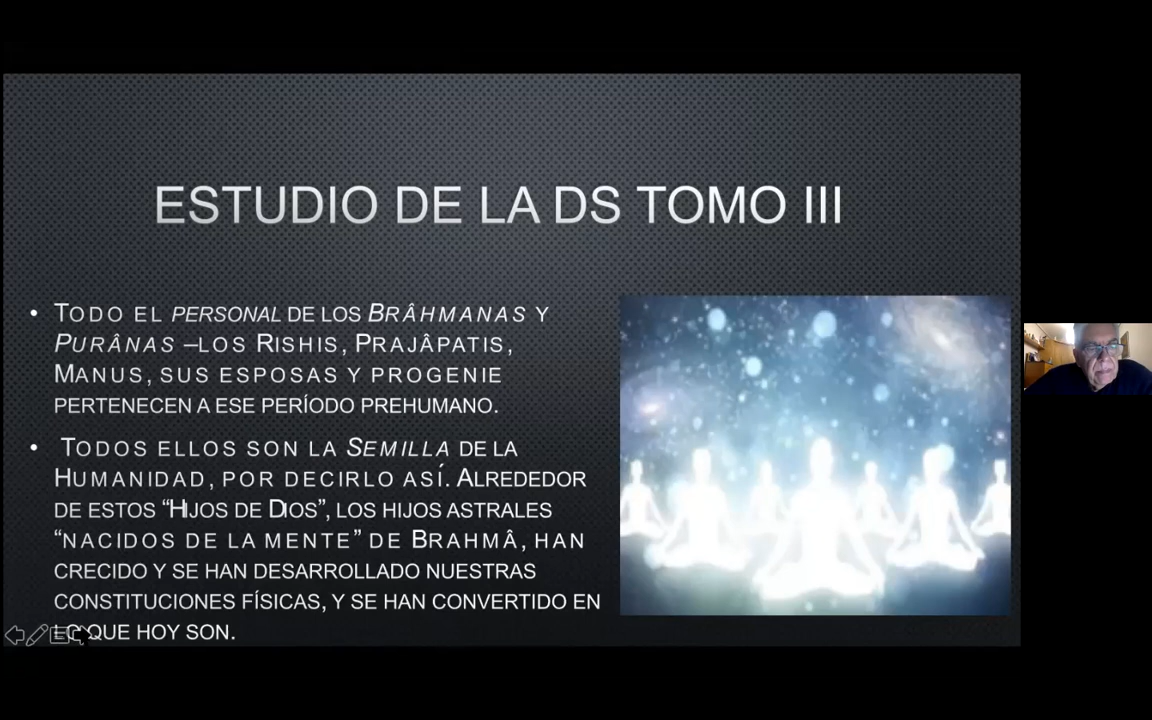 ESTUDIO DE LA DS TOMO III
• TODO EL PERSONAL DE LOS BRÂHMANAS Y
PURÂNAS –LOS RISHIS, PRAJÂPATIS,
MANUS, SUS ESPOSAS Y PROGENIE
PERTENECEN A ESE PERÍODO PREHUMANO.
• TODOS ELLOS SON LA SEMILLA DE LA
HUMANIDAD, POR DECIRLO ASÍ. ALREDEDOR
DE ESTOS “HIJOS DE DIOS”, LOS HIJOS ASTRALES
“NACIDOS DE LA MENTE” DE BRAHMÂ, HAN
CRECIDO Y SE HAN DESARROLLADO NUESTRAS
CONSTITUCIONES FÍSICAS, Y SE HAN CONVERTIDO EN
LO QUE HOY SON.